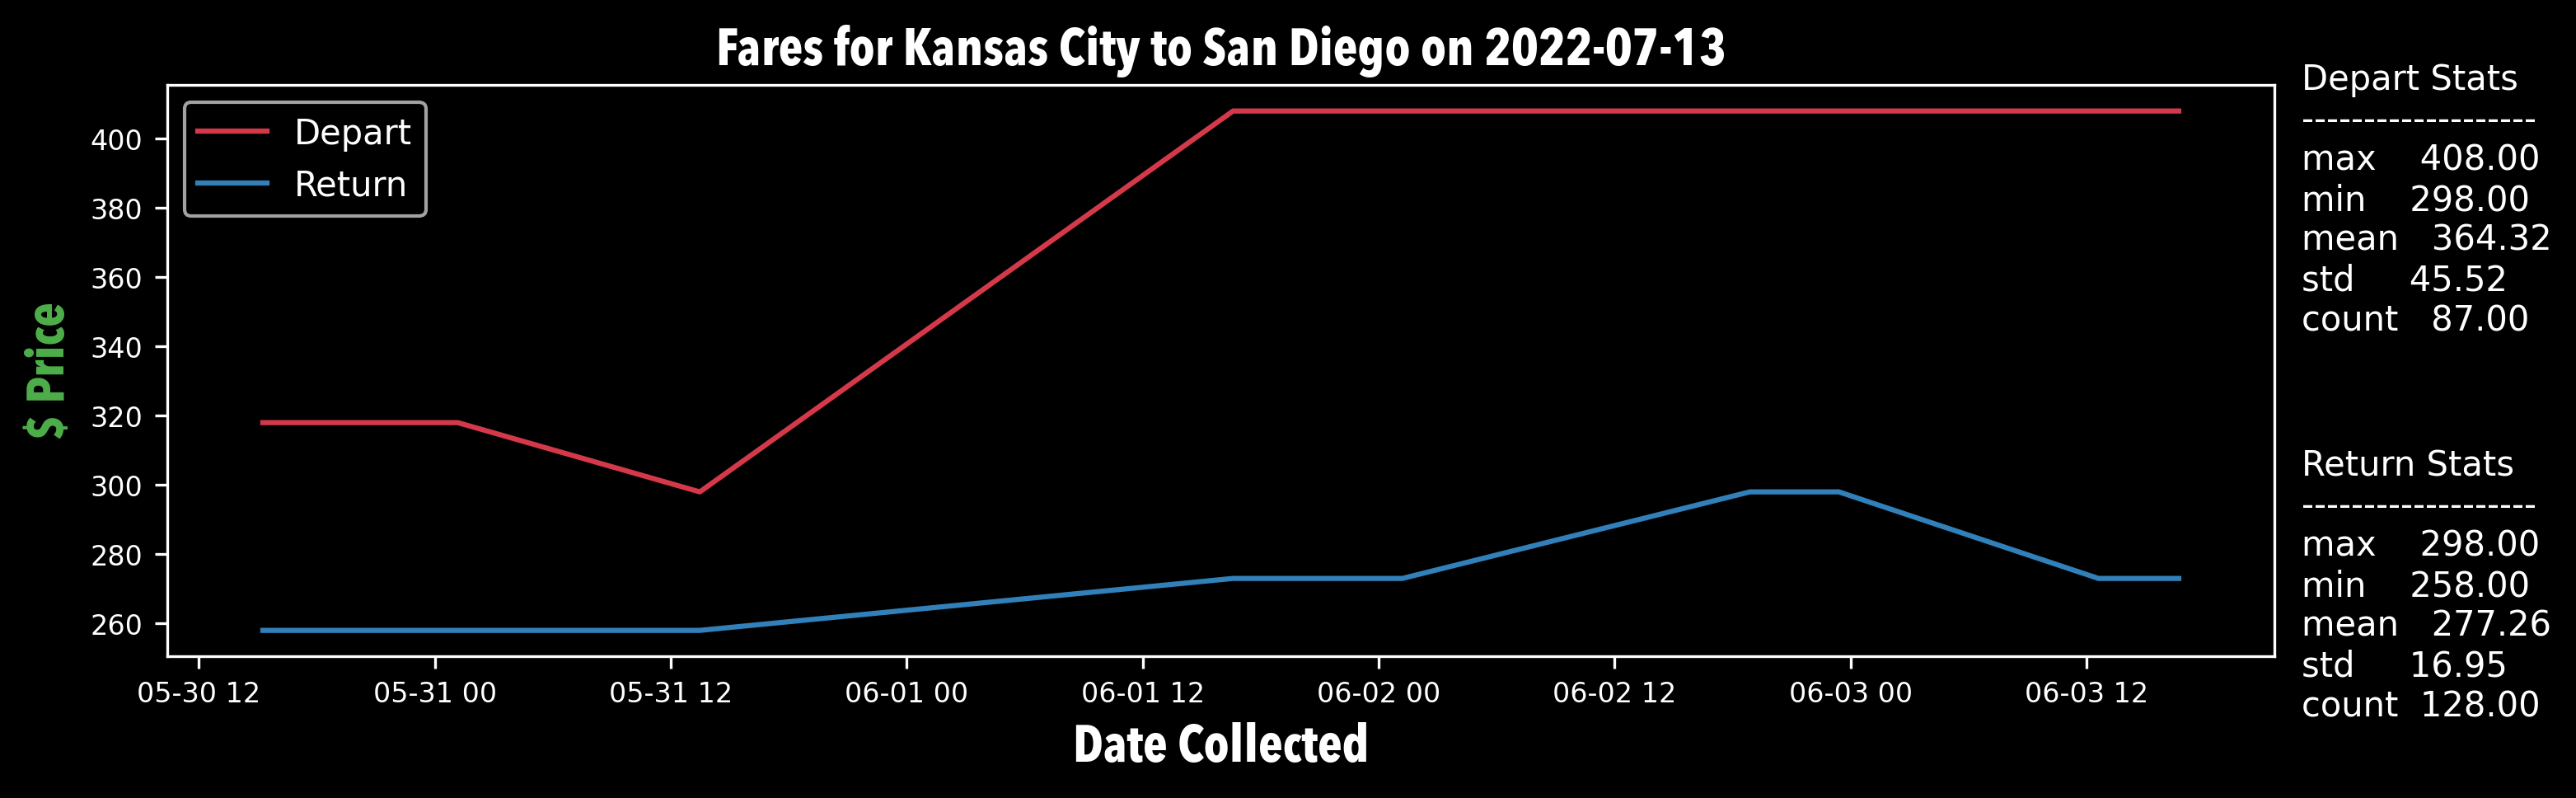 Fares for Kansas City to San Diego on 2022-07-13
Depart
Return
400
380
360
340
320
300
280
260
$ Price
05-30 12 05-31 00 05-31 12 06-01 00 06-01 12 06-02 00 06-02 12 06-03 00 06-03 12
Date Collected
Depart Stats
-------------------
max 408.00
min 298.00
mean 364.32
std 45.52
count 87.00
Return Stats
-------------------
max 298.00
min 258.00
mean 277.26
std 16.95
count 128.00